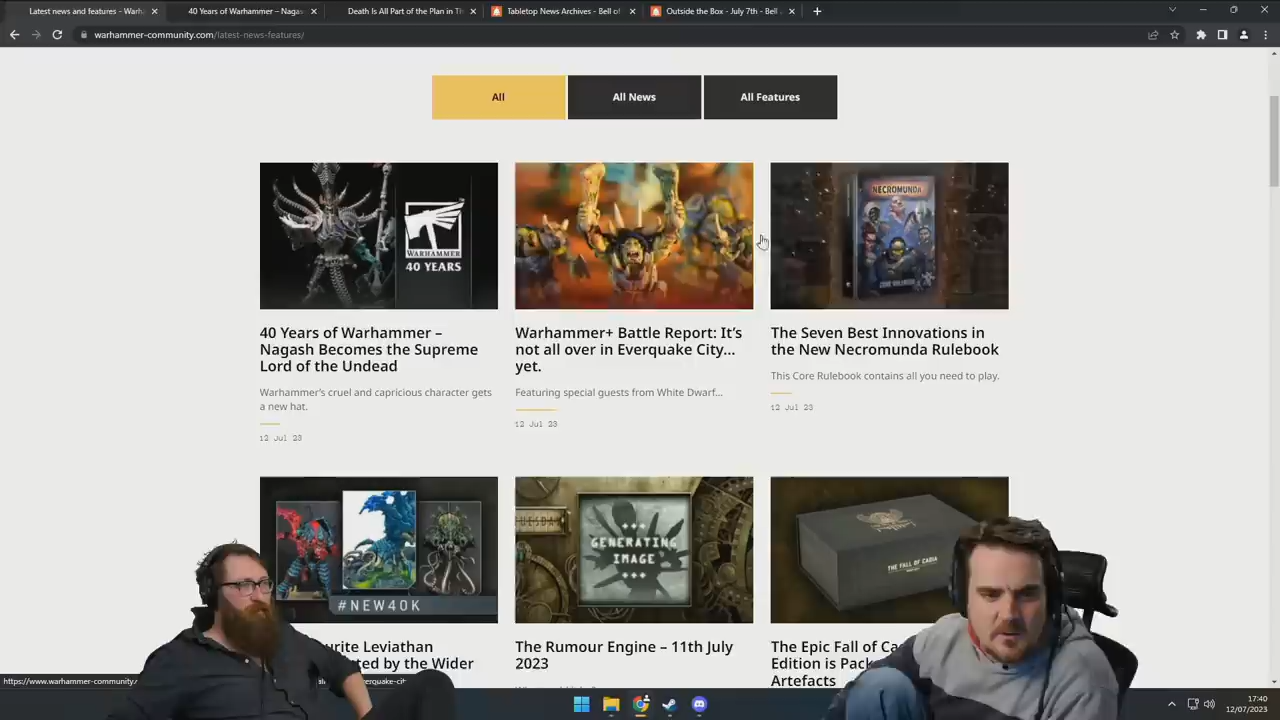 Latest news and features - Warha
40 Years of Warhammer – Nagas
Death Is All Part of the Plan in Th
Tabletop News Archives - Bell of
Outside the Box - July 7th - Bell
warhammer-community.com/latest-news-features/
All
All News
All Features
WARHAMMER
40 YEARS
NECROMUNDA
40 Years of Warhammer –
Nagash Becomes the Supreme
Lord of the Undead
Warhammer's cruel and capricious character gets
a new hat.
12 Jul 23
Warhammer+ Battle Report: It's
not all over in Everquake City...
yet.
Featuring special guests from White Dwarf...
12 Jul 23
The Seven Best Innovations in
the New Necromunda Rulebook
This Core Rulebook contains all you need to play.
12 Jul 23
#NEW40K
urite Leviathan
ted by the Wider
TUESDAY
GENERATING
IMAGE
The Rumour Engine – 11th July
2023
THE FALL OF CADIA
The Epic Fall of Ca
Edition is Pack
Artefacts
https://www.warhammer-community.
erquake-cit
17:40
12/07/2023